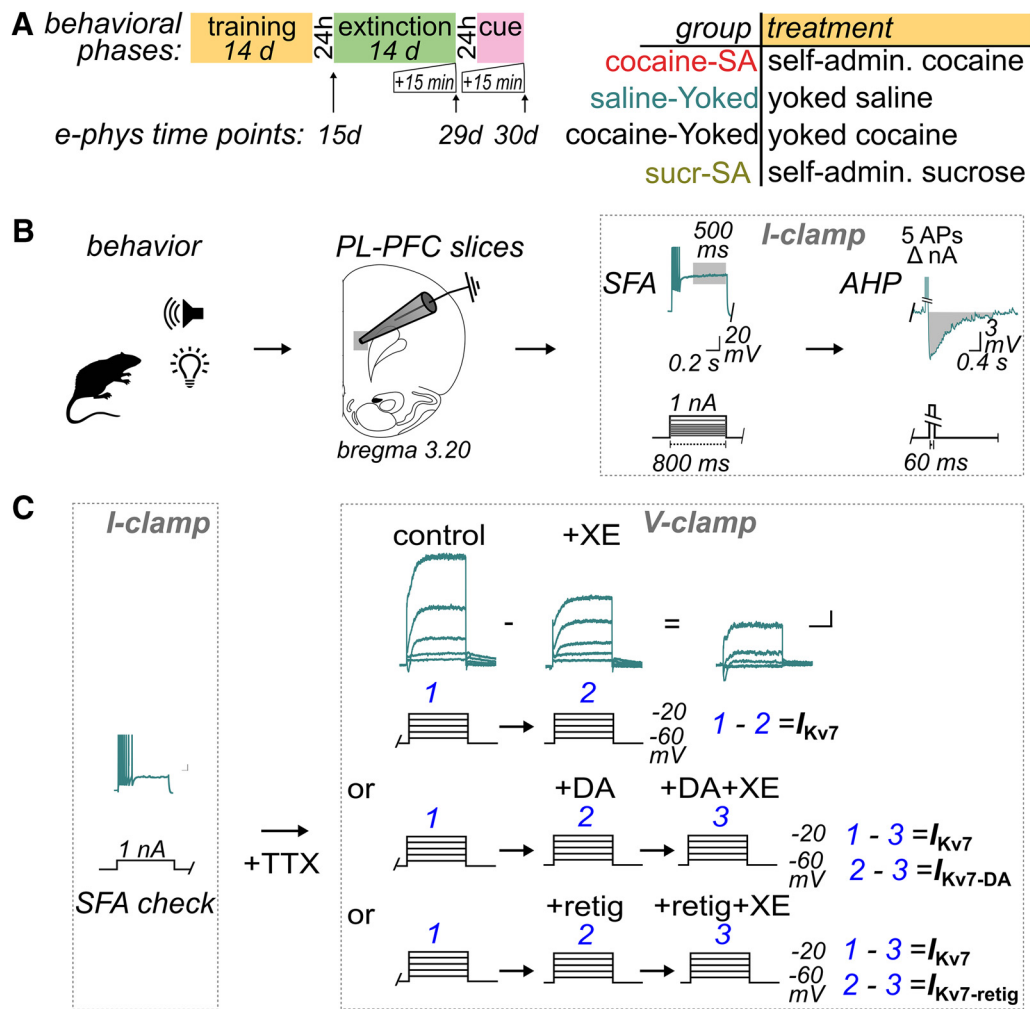 A
behavioral phases:
training 14 d
24h
extinction 14 d
24h
cue
+15 min
+15 min
e-phys time points: 15d 29d 30d
group treatment
cocaine-SA self-admin. cocaine
saline-Yoked yoked saline
cocaine-Yoked yoked cocaine
sucr-SA self-admin. sucrose
B
behavior
PL-PFC slices
bregma 3.20
I-clamp
SFA
500 ms
20 mV
0.2 s
1 nA
800 ms
AHP
5 APs
Δ nA
3 mV
0.4 s
60 ms
C
I-clamp
1 nA
SFA check
+TTX
V-clamp
control +XE
- =
1 2
-20
-60
mV
1 - 2 =IKv7
or
+DA +DA+XE
1 2 3
-20
-60
mV
1 - 3 =IKv7
2 - 3 =IKv7-DA
or
+retig +retig+XE
1 2 3
-20
-60
mV
1 - 3 =IKv7
2 - 3 =IKv7-retig